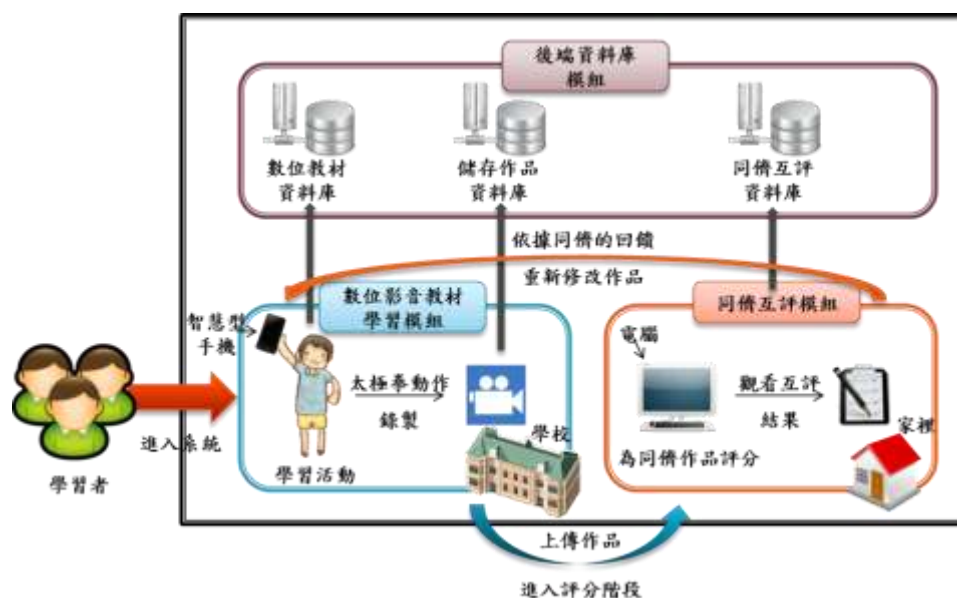 後端資料庫
模組
數位教材
資料庫
儲存作品
資料庫
同儕互評
資料庫
依據同儕的回饋
重新修改作品
數位影音教材
學習模組
同儕互評模組
智慧型
手機
電腦
太極拳動作
錄製
觀看互評
結果
學校
家裡
進入系統
學習活動
為同儕作品評分
學習者
上傳作品
進入評分階段